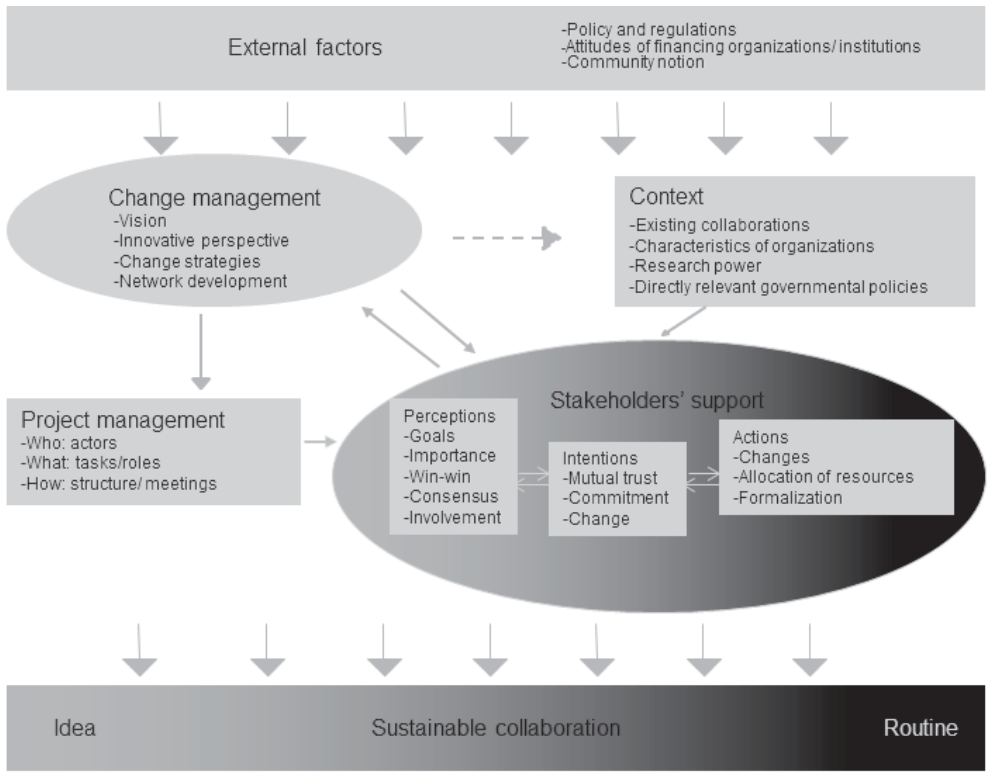 External factors
-Policy and regulations
-Attitudes of financing organizations/ institutions
-Community notion
Change management
-Vision
-Innovative perspective
-Change strategies
-Network development
Context
-Existing collaborations
-Characteristics of organizations
-Research power
-Directly relevant governmental policies
Project management
-Who: actors
-What: tasks/roles
-How: structure/ meetings
Stakeholders’ support
Perceptions
-Goals
-Importance
-Win-win
-Consensus
-Involvement
Intentions
-Mutual trust
-Commitment
-Change
Actions
-Changes
-Allocation of resources
-Formalization
Idea
Sustainable collaboration
Routine